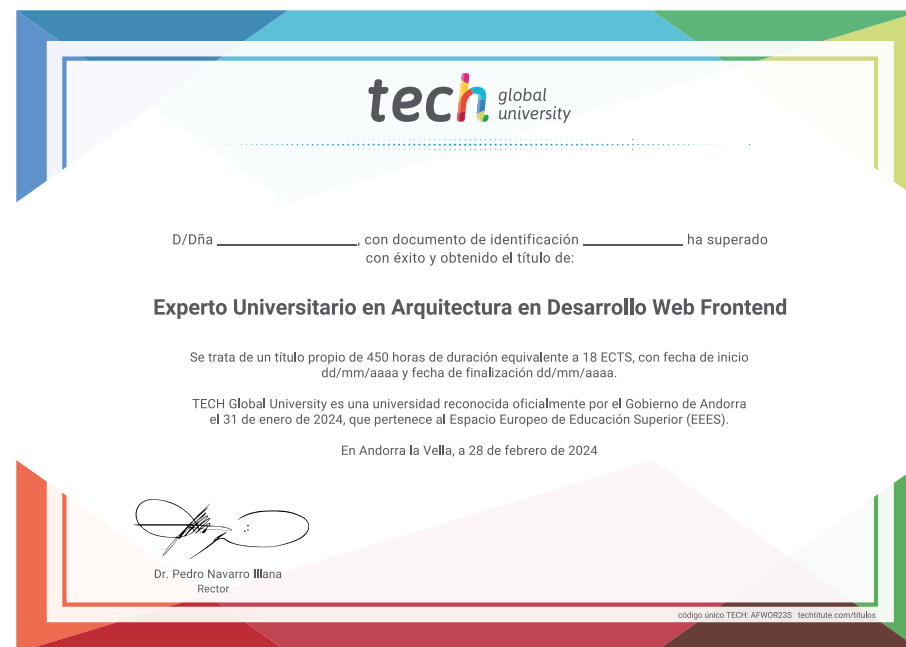 tech global university
D/Dña ______________, con documento de identificación __________ ha superado
con éxito y obtenido el título de:
Experto Universitario en Arquitectura en Desarrollo Web Frontend
Se trata de un título propio de 450 horas de duración equivalente a 18 ECTS, con fecha de inicio
dd/mm/aaaa y fecha de finalización dd/mm/aaaa.
TECH Global University es una universidad reconocida oficialmente por el Gobierno de Andorra
el 31 de enero de 2024, que pertenece al Espacio Europeo de Educación Superior (EEES).
En Andorra la Vella, a 28 de febrero de 2024
Dr. Pedro Navarro Illana
Rector
código único TECH: AFWOR23S techtitute.com/titulos